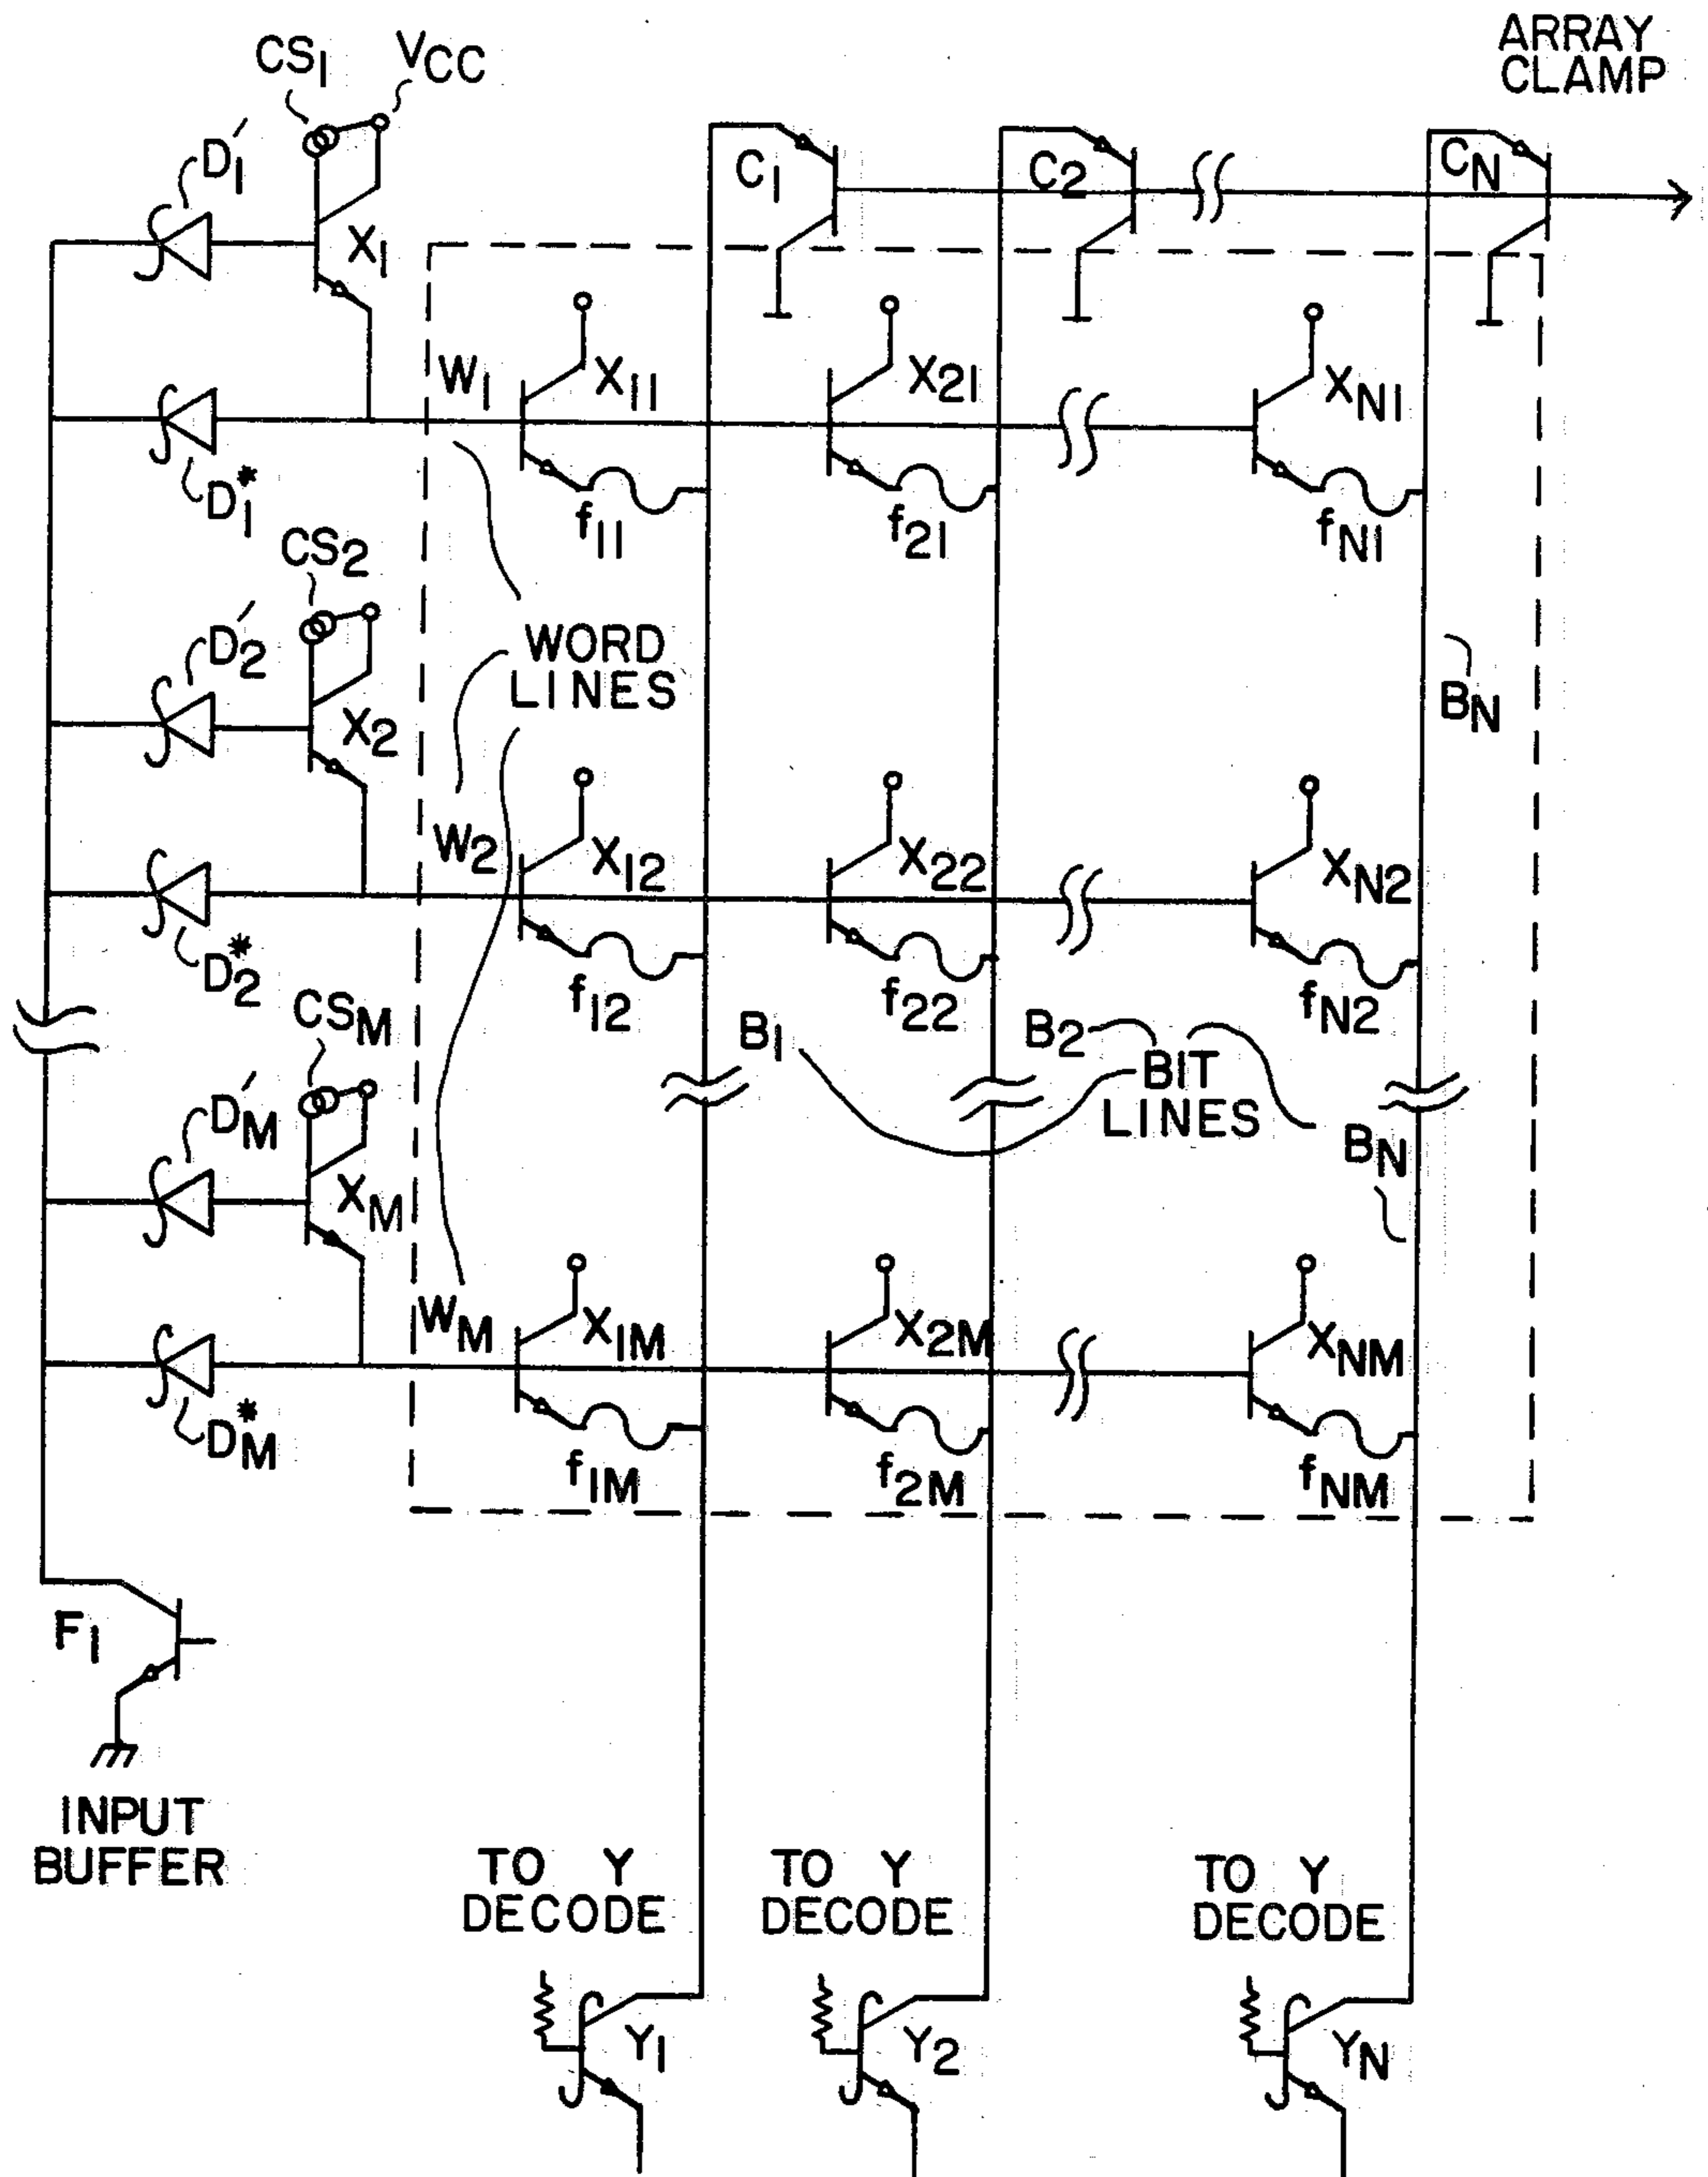 ARRAY
CLAMP
CS1 VCC
D1′
X1
C1 C2 CN
W1 X11 X21 XN1
D1*
f11 f21 fN1
CS2
D2′
X2
WORD
LINES
BN
W2 X12 X22 XN2
D2*
f12 f22 fN2
CSM
B1 B2
BIT
LINES
BN
DM′
XM
WM X1M X2M XNM
DM*
f1M f2M fNM
F1
INPUT
BUFFER
TO Y
DECODE
TO Y
DECODE
TO Y
DECODE
Y1 Y2 YN